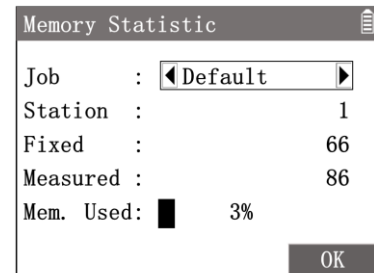 Memory Statistic
Job : Default
Station : 1
Fixed : 66
Measured : 86
Mem. Used: 3%
OK